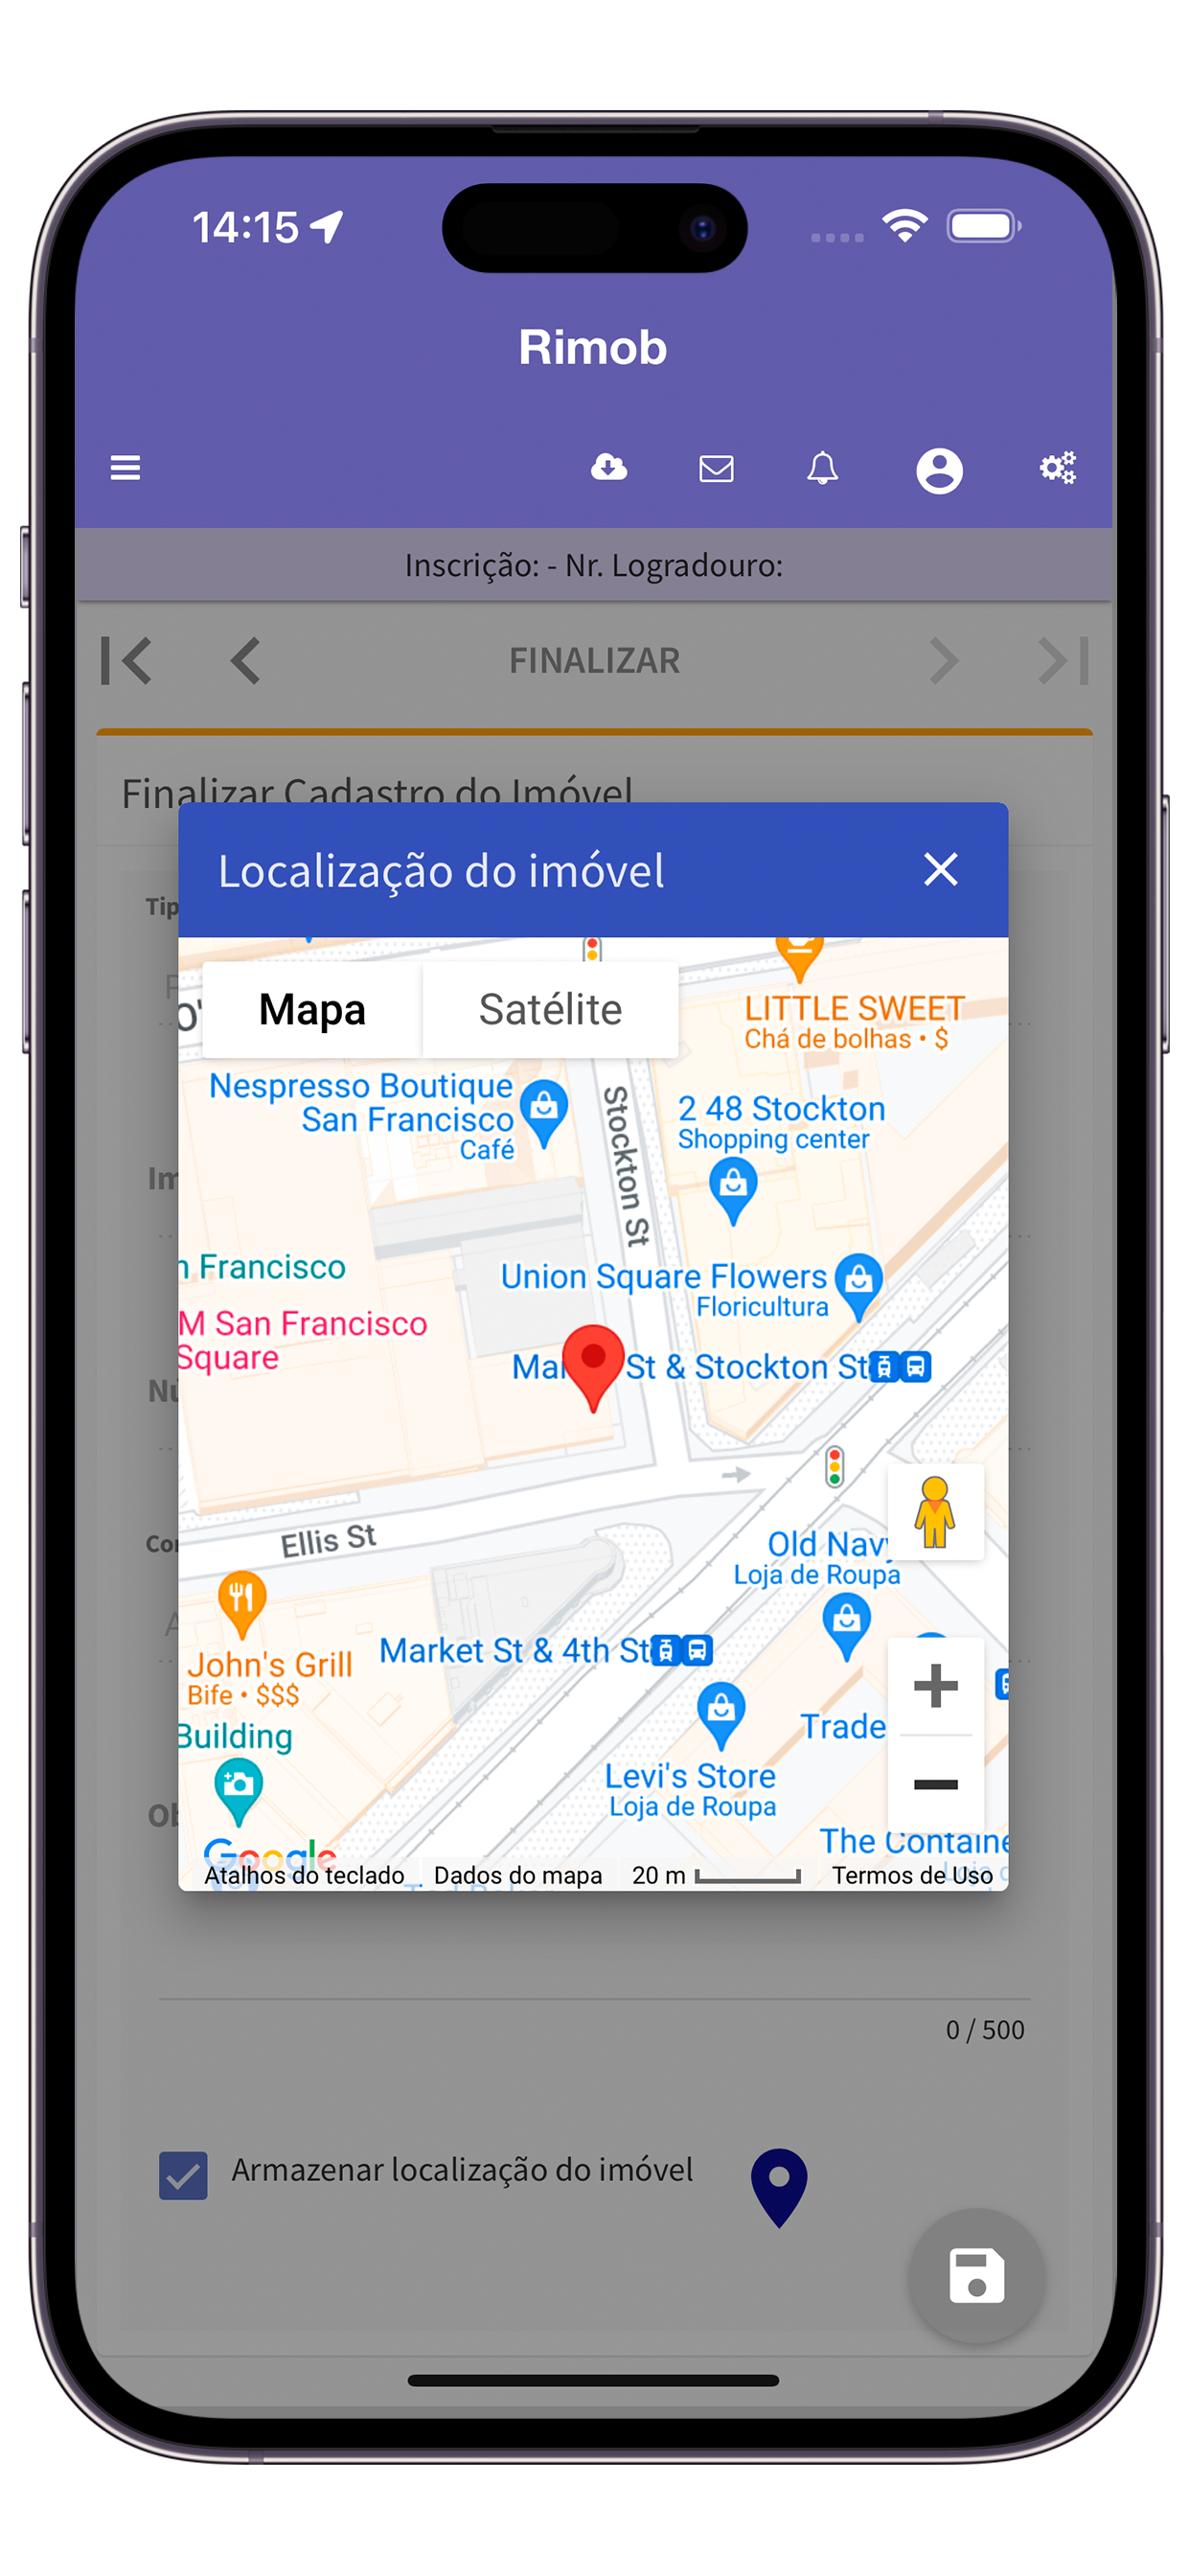 14:15
Rimob
Inscrição: - Nr. Logradouro:
FINALIZAR
Finalizar Cadastro do Imóvel
Localização do imóvel
Mapa
Satélite
LITTLE SWEET
Chá de bolhas • $
Nespresso Boutique
San Francisco
Café
Stockton St
2 48 Stockton
Shopping center
Francisco
Union Square Flowers
Floricultura
M San Francisco
Square
St & Stockton St
Ellis St
Old Navy
Loja de Roupa
John's Grill
Bife • $$$
Market St & 4th St
Building
Trade
Levi's Store
Loja de Roupa
The Containe
Google
Atalhos do teclado
Dados do mapa
20 m
Termos de Uso
0 / 500
Armazenar localização do imóvel